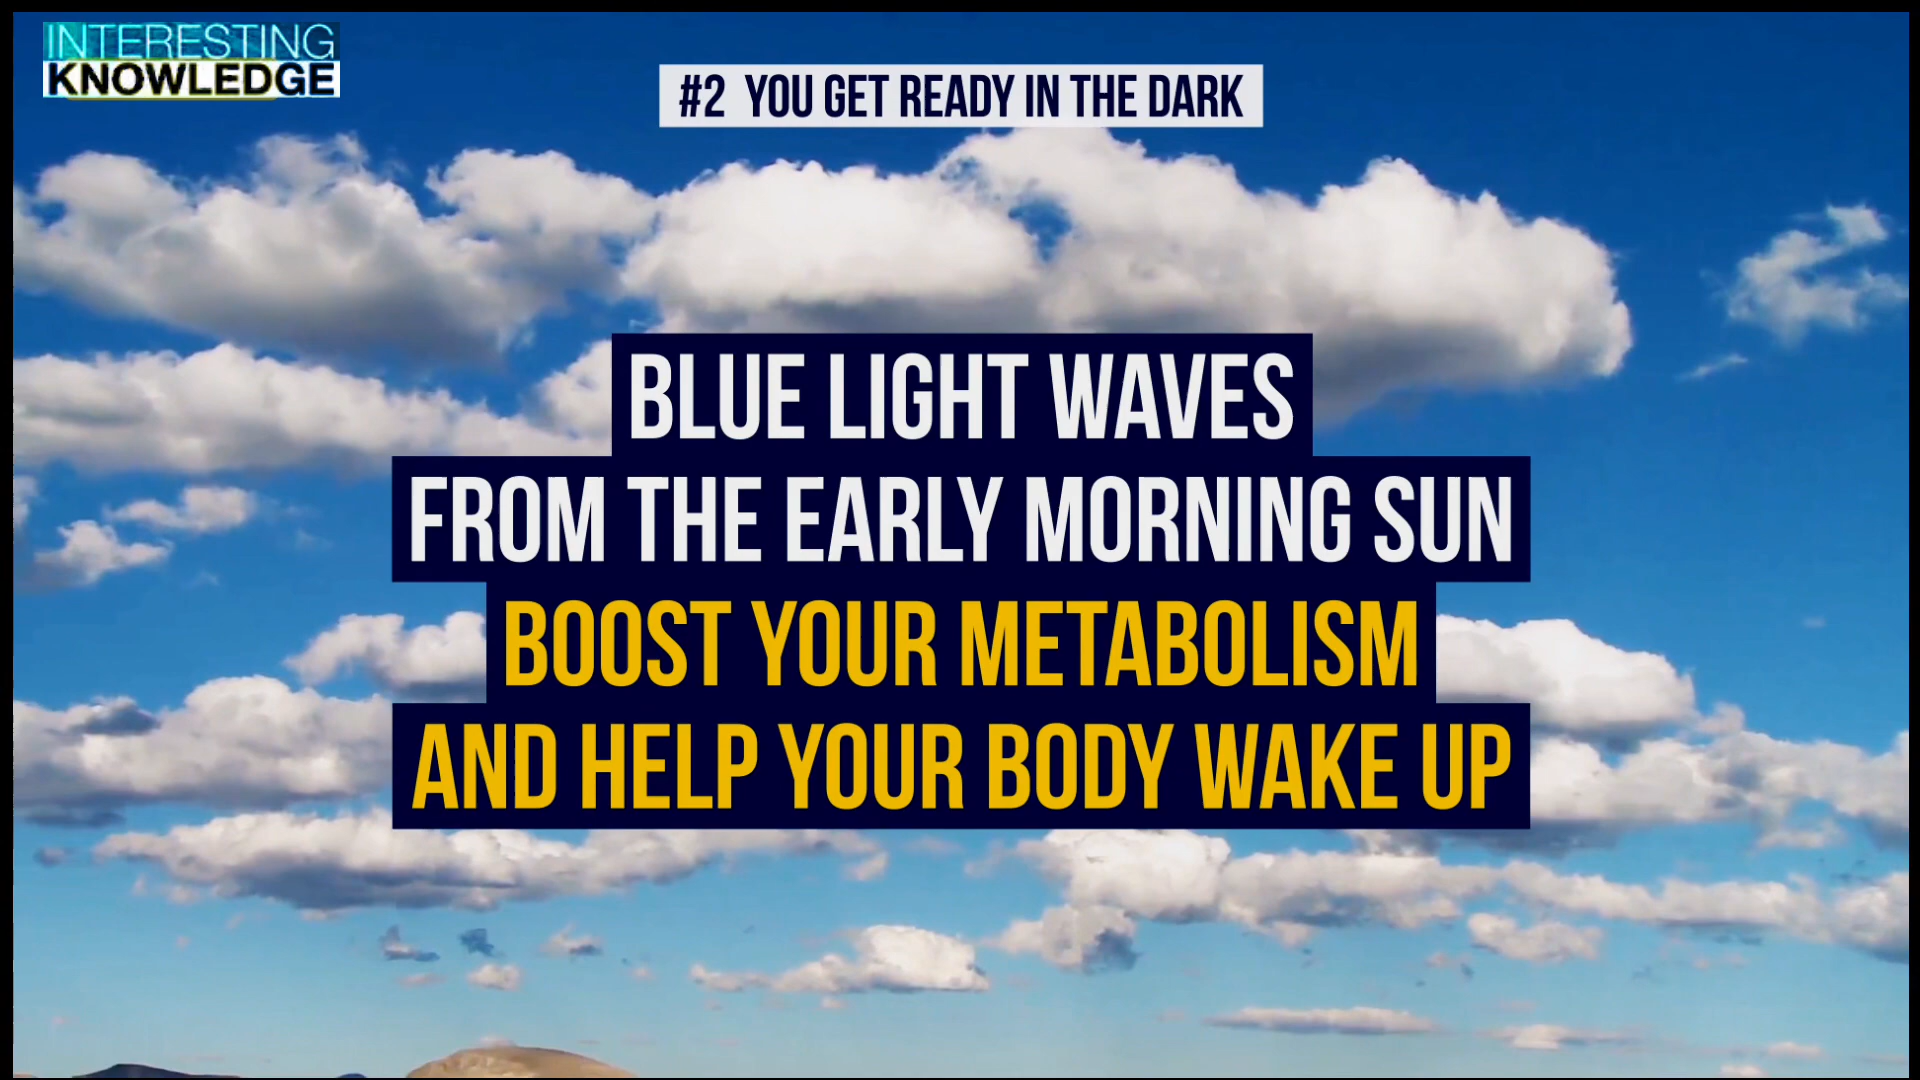 INTERESTING
KNOWLEDGE
#2 YOU GET READY IN THE DARK
BLUE LIGHT WAVES
FROM THE EARLY MORNING SUN
BOOST YOUR METABOLISM
AND HELP YOUR BODY WAKE UP